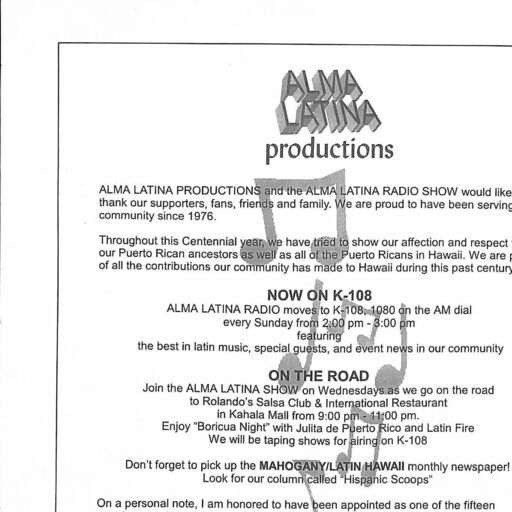 ALMA
LATINA
productions
ALMA LATINA PRODUCTIONS and the ALMA LATINA RADIO SHOW would like
thank our supporters, fans, friends and family. We are proud to have been serving
community since 1976.
Throughout this Centennial year, we have tried to show our affection and respect
our Puerto Rican ancestors as well as all of the Puerto Ricans in Hawaii. We are
of all the contributions our community has made to Hawaii during this past century
NOW ON K-108
ALMA LATINA RADIO moves to K-108, 1080 on the AM dial
every Sunday from 2:00 pm - 3:00 pm
featuring
the best in latin music, special guests, and event news in our community
ON THE ROAD
Join the ALMA LATINA SHOW on Wednesdays as we go on the road
to Rolando's Salsa Club & International Restaurant
in Kahala Mall from 9:00 pm - 11:00 pm.
Enjoy "Boricua Night" with Julita de Puerto Rico and Latin Fire
We will be taping shows for airing on K-108
Don't forget to pick up the MAHOGANY/LATIN HAWAII monthly newspaper!
Look for our column called "Hispanic Scoops"
On a personal note, I am honored to have been appointed as one of the fifteen